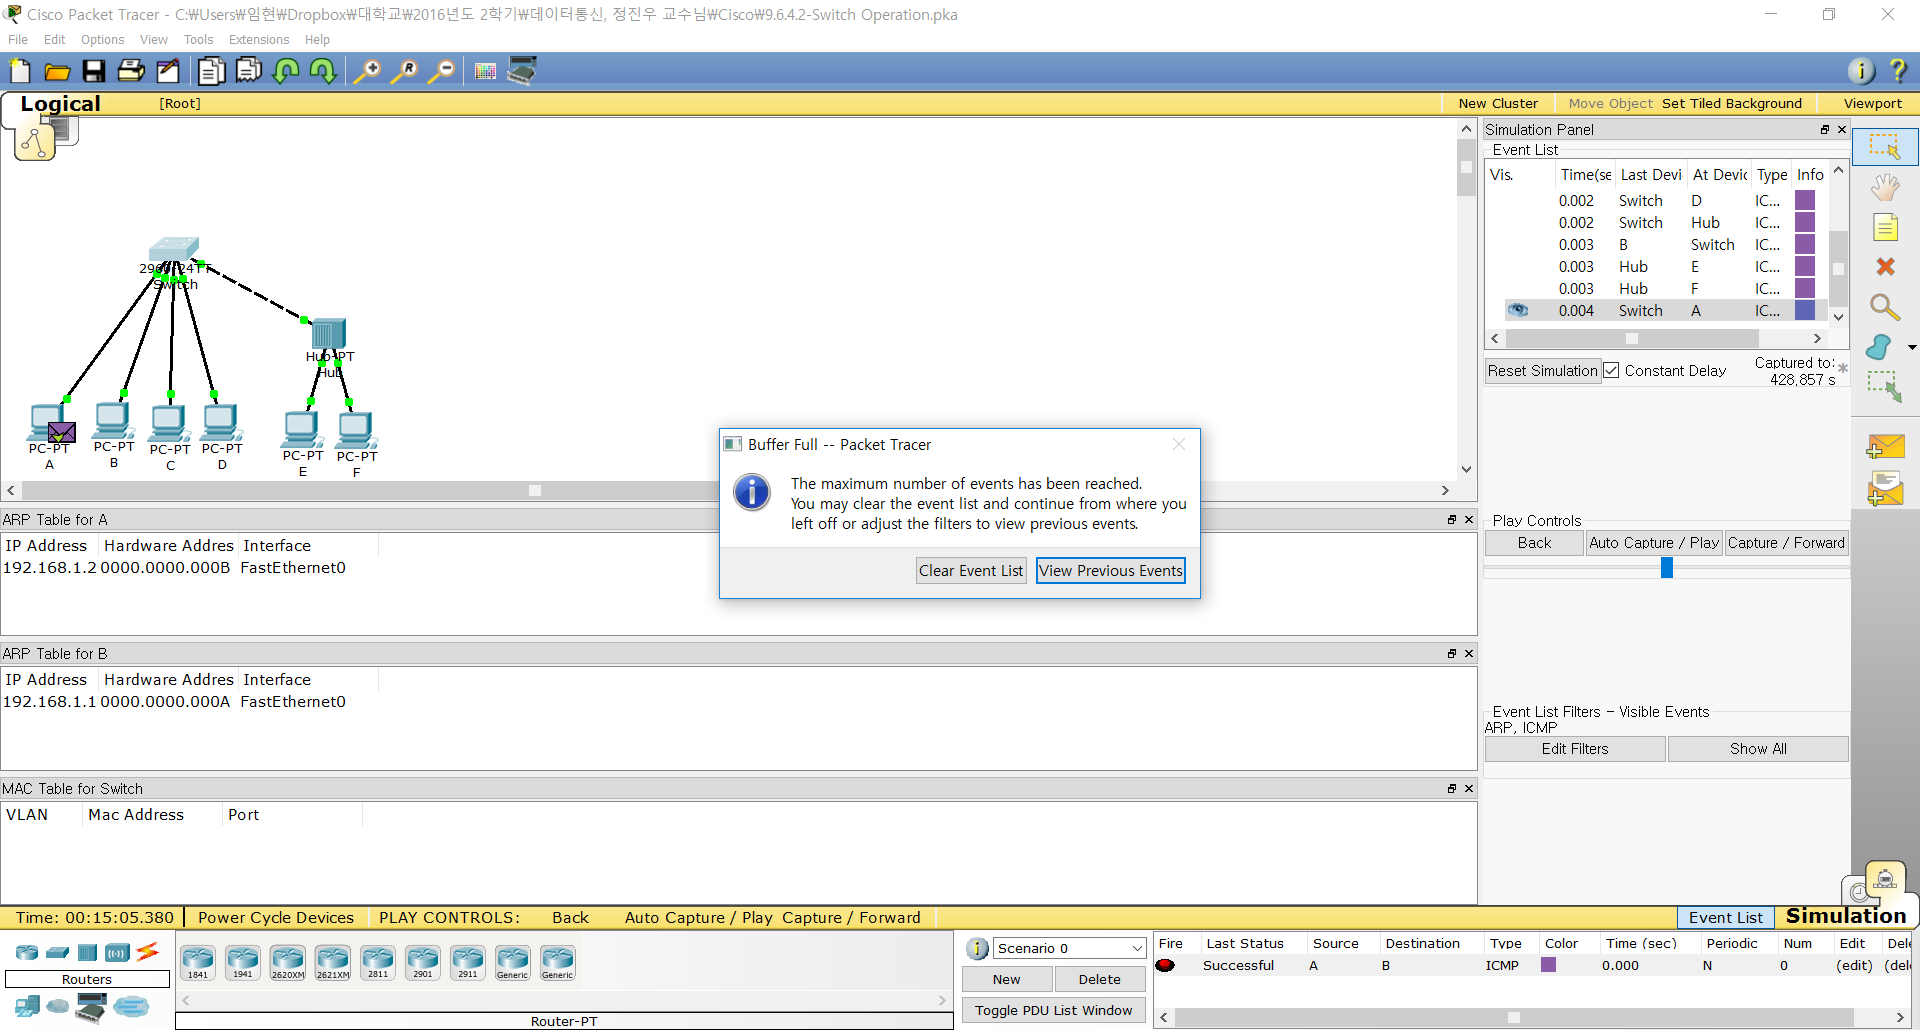 Cisco Packet Tracer - C:₩Users₩임현₩Dropbox₩대학교₩2016년도 2학기₩데이터통신, 정진우 교수님₩Cisco₩9.6.4.2-Switch Operation.pka
File Edit Options View Tools Extensions Help
Logical [Root] New Cluster Move Object Set Tiled Background Viewport
2960-24TT
Switch
Hub-PT
Hub
PC-PT
A
PC-PT
B
PC-PT
C
PC-PT
D
PC-PT
E
PC-PT
F
Simulation Panel
Event List
Vis. Time(se Last Devi At Devic Type Info
0.002 Switch D IC...
0.002 Switch Hub IC...
0.003 B Switch IC...
0.003 Hub E IC...
0.003 Hub F IC...
0.004 Switch A IC...
Reset Simulation Constant Delay Captured to: *
428,857 s
Buffer Full -- Packet Tracer
The maximum number of events has been reached.
You may clear the event list and continue from where you
left off or adjust the filters to view previous events.
Clear Event List View Previous Events
Play Controls
Back Auto Capture / Play Capture / Forward
Event List Filters - Visible Events
ARP, ICMP
Edit Filters Show All
ARP Table for A
IP Address Hardware Addres Interface
192.168.1.2 0000.0000.000B FastEthernet0
ARP Table for B
IP Address Hardware Addres Interface
192.168.1.1 0000.0000.000A FastEthernet0
MAC Table for Switch
VLAN Mac Address Port
Time: 00:15:05.380 Power Cycle Devices PLAY CONTROLS: Back Auto Capture / Play Capture / Forward Event List Simulation
Routers
1841 1941 2620XM 2621XM 2811 2901 2911 Generic Generic
Router-PT
Scenario 0
New Delete
Toggle PDU List Window
Fire Last Status Source Destination Type Color Time (sec) Periodic Num Edit Dele
Successful A B ICMP 0.000 N 0 (edit) (dele